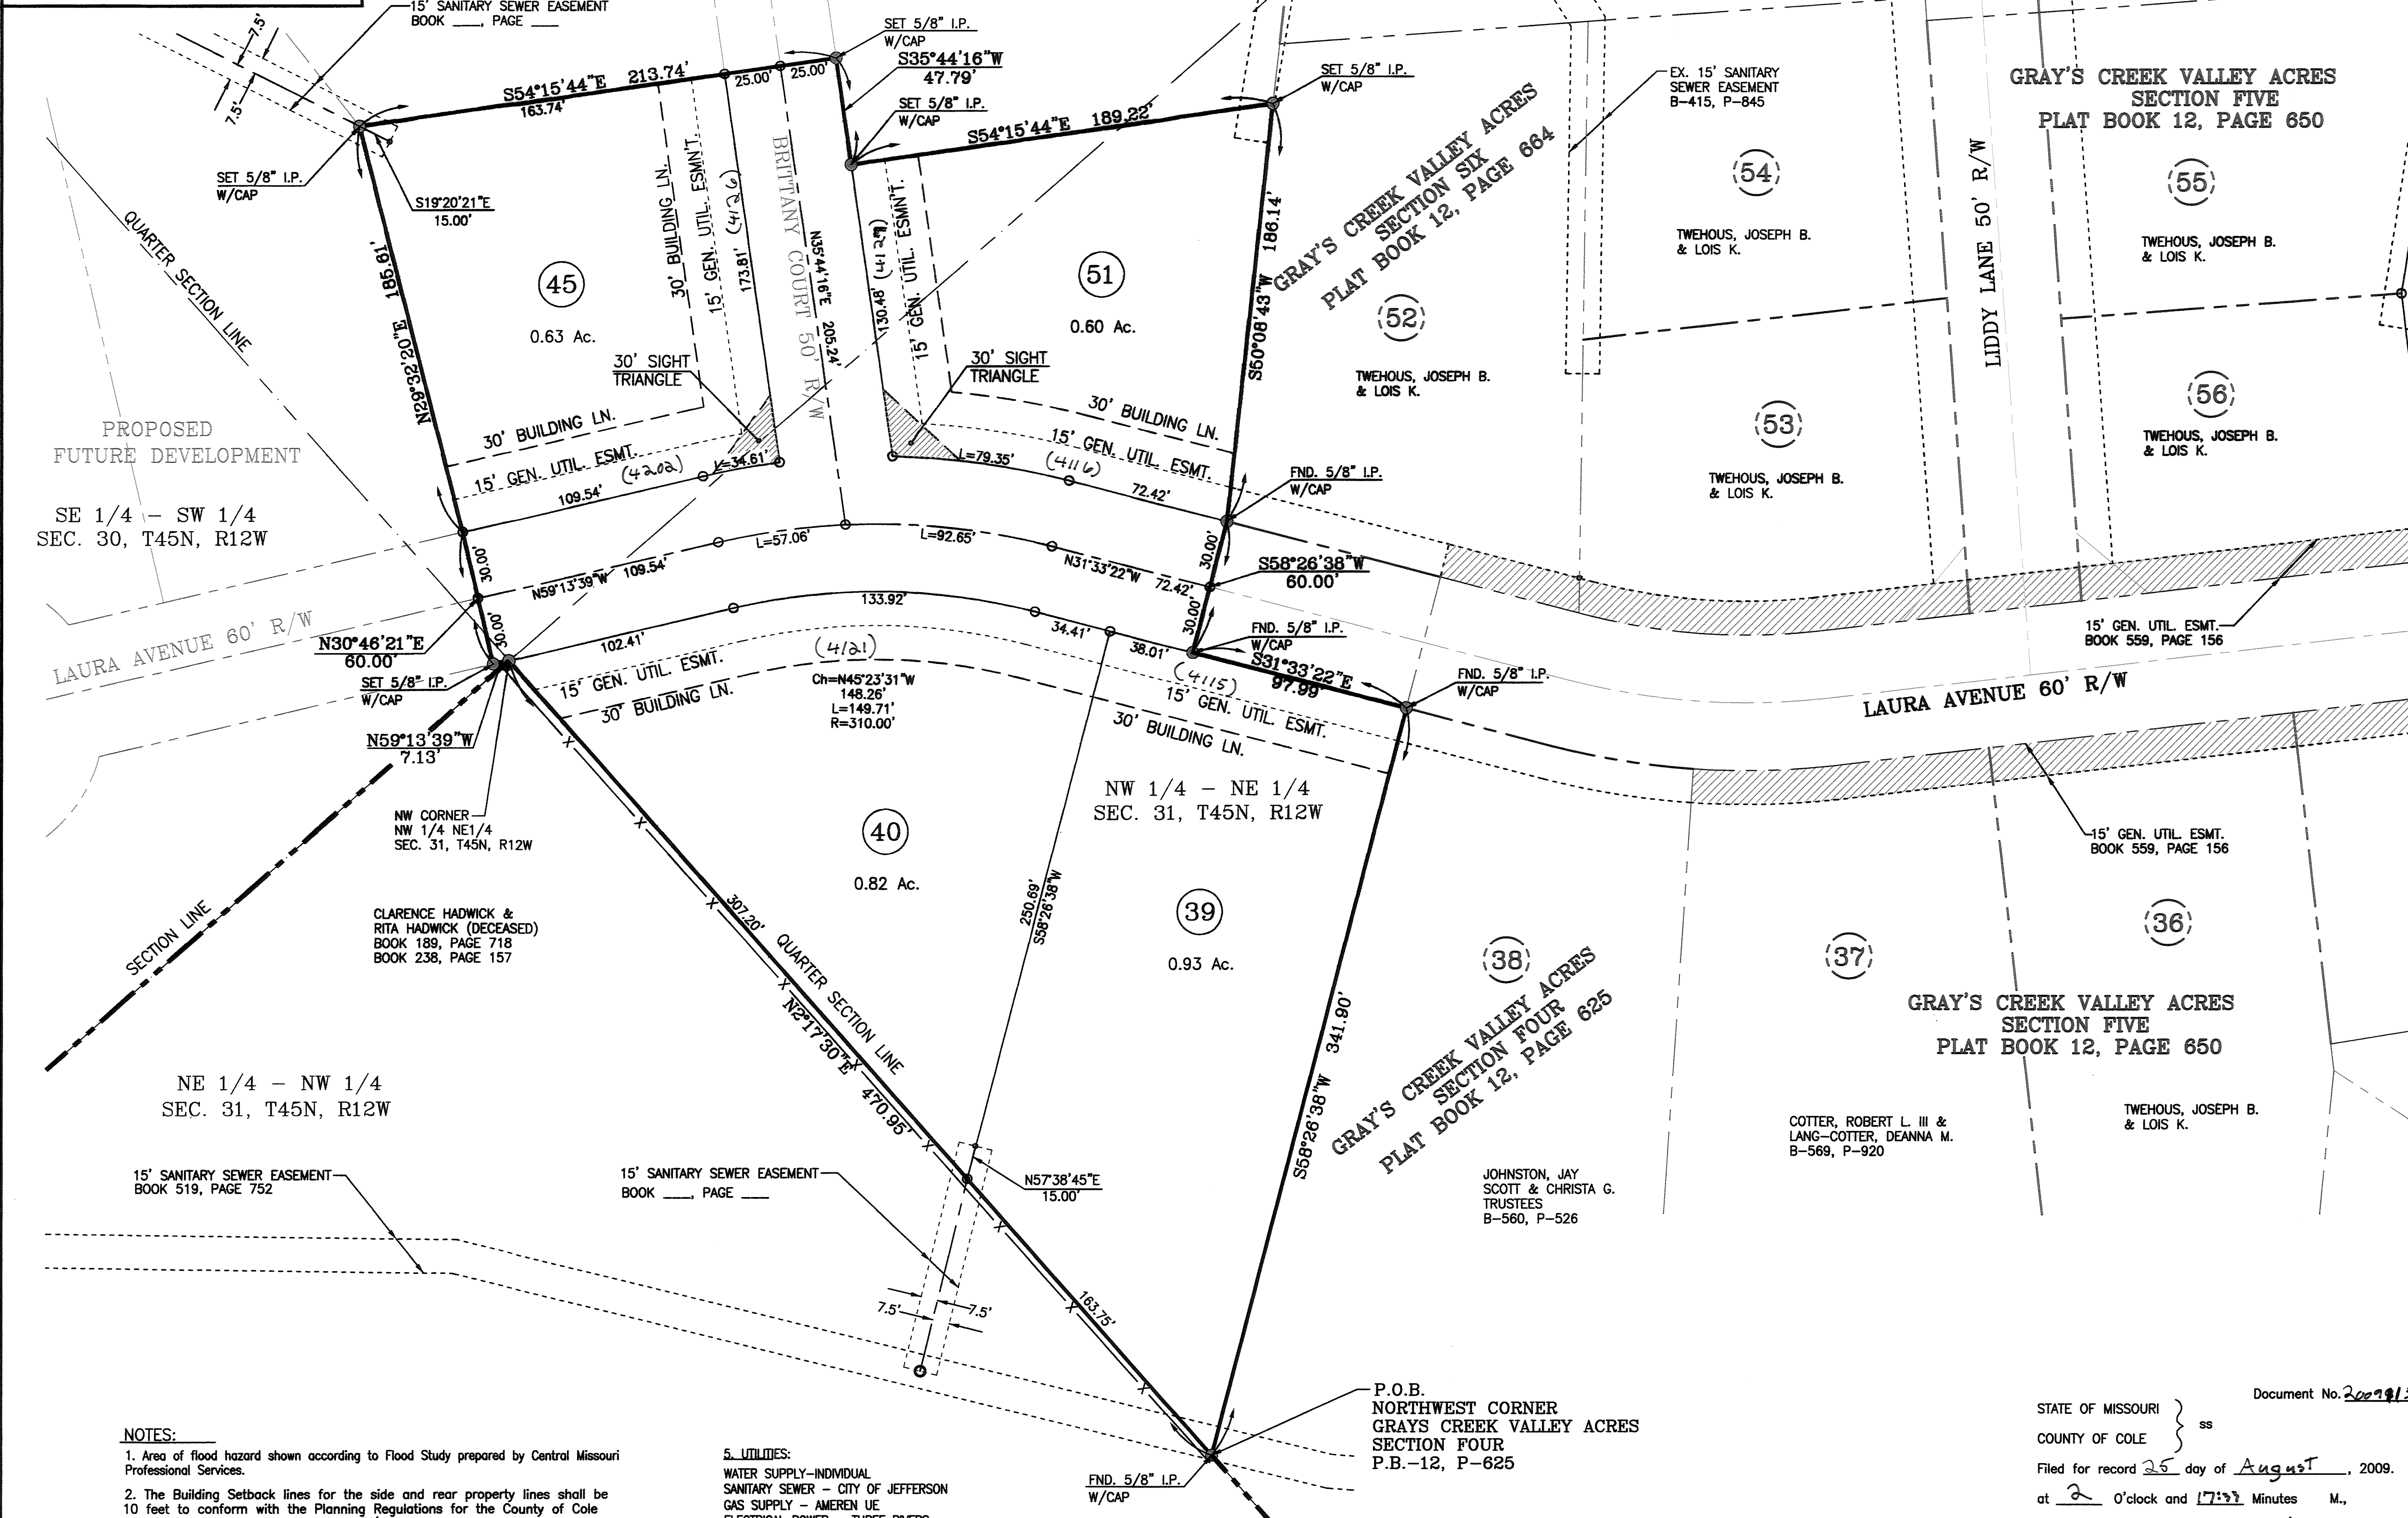 15' SANITARY SEWER EASEMENT
BOOK ___, PAGE ___
7.5'
7.5'
SET 5/8" I.P.
W/CAP
S35°44'16"W
47.79'
SET 5/8" I.P.
W/CAP
SET 5/8" I.P.
W/CAP
S54°15'44"E 213.74'
163.74'
25.00'
25.00'
S54°15'44"E 189.22'
SET 5/8" I.P.
W/CAP
S19°20'21"E
15.00'
QUARTER SECTION LINE
N29°32'20"E 185.61'
45
0.63 Ac.
30' BUILDING LN.
15' GEN. UTIL. ESMN'T.
173.81' (4126)
BRITTANY COURT 50' R/W
N35°44'16"E 205.24'
130.48'
15' GEN. UTIL. ESMN'T.
51
0.60 Ac.
S50°08'43"W 186.14'
30' SIGHT
TRIANGLE
30' SIGHT
TRIANGLE
30' BUILDING LN.
15' GEN. UTIL. ESMT.
(4202)
109.54'
L=34.61'
L=79.35'
30' BUILDING LN.
15' GEN. UTIL. ESMT.
(4116)
72.42'
GRAY'S CREEK VALLEY ACRES
SECTION SIX
PLAT BOOK 12, PAGE 664
52
TWEHOUS, JOSEPH B.
& LOIS K.
EX. 15' SANITARY
SEWER EASEMENT
B-415, P-845
54
TWEHOUS, JOSEPH B.
& LOIS K.
53
TWEHOUS, JOSEPH B.
& LOIS K.
LIDDY LANE 50' R/W
GRAY'S CREEK VALLEY ACRES
SECTION FIVE
PLAT BOOK 12, PAGE 650
55
TWEHOUS, JOSEPH B.
& LOIS K.
56
TWEHOUS, JOSEPH B.
& LOIS K.
PROPOSED
FUTURE DEVELOPMENT
SE 1/4 - SW 1/4
SEC. 30, T45N, R12W
LAURA AVENUE 60' R/W
30.00'
30.00'
N30°46'21"E
60.00'
SET 5/8" I.P.
W/CAP
N59°13'39"W
7.13'
N59°13'39"W 109.54'
L=57.06'
L=92.65'
N31°33'22"W
72.42'
30.00'
30.00'
FND. 5/8" I.P.
W/CAP
S58°26'38"W
60.00'
FND. 5/8" I.P.
W/CAP
S31°33'22"E
97.99'
FND. 5/8" I.P.
W/CAP
102.41'
133.92'
34.41'
38.01'
(4121)
(4115)
15' GEN. UTIL. ESMT.
30' BUILDING LN.
Ch=N45°23'31"W
148.26'
L=149.71'
R=310.00'
15' GEN. UTIL. ESMT.
30' BUILDING LN.
15' GEN. UTIL. ESMT.
BOOK 559, PAGE 156
LAURA AVENUE 60' R/W
15' GEN. UTIL. ESMT.
BOOK 559, PAGE 156
NW CORNER
NW 1/4 NE1/4
SEC. 31, T45N, R12W
SECTION LINE
CLARENCE HADWICK &
RITA HADWICK (DECEASED)
BOOK 189, PAGE 718
BOOK 238, PAGE 157
NE 1/4 - NW 1/4
SEC. 31, T45N, R12W
NW 1/4 - NE 1/4
SEC. 31, T45N, R12W
40
0.82 Ac.
307.20'
QUARTER SECTION LINE
N2°17'30"E 470.95'
250.69'
S58°26'38"W
39
0.93 Ac.
S58°26'38"W 341.90'
163.75'
38
GRAY'S CREEK VALLEY ACRES
SECTION FOUR
PLAT BOOK 12, PAGE 625
JOHNSTON, JAY
SCOTT & CHRISTA G.
TRUSTEES
B-560, P-526
37
COTTER, ROBERT L. III &
LANG-COTTER, DEANNA M.
B-569, P-920
36
GRAY'S CREEK VALLEY ACRES
SECTION FIVE
PLAT BOOK 12, PAGE 650
TWEHOUS, JOSEPH B.
& LOIS K.
15' SANITARY SEWER EASEMENT
BOOK 519, PAGE 752
15' SANITARY SEWER EASEMENT
BOOK ___, PAGE ___
N57°38'45"E
15.00'
7.5'
7.5'
P.O.B.
NORTHWEST CORNER
GRAYS CREEK VALLEY ACRES
SECTION FOUR
P.B.-12, P-625
FND. 5/8" I.P.
W/CAP
NOTES:
1. Area of flood hazard shown according to Flood Study prepared by Central Missouri
Professional Services.
2. The Building Setback lines for the side and rear property lines shall be
10 feet to conform with the Planning Regulations for the County of Cole
5. UTILITIES:
WATER SUPPLY-INDIVIDUAL
SANITARY SEWER - CITY OF JEFFERSON
GAS SUPPLY - AMEREN UE
ELECTRICAL POWER - THREE RIVERS
Document No.
STATE OF MISSOURI
COUNTY OF COLE
ss
Filed for record 25 day of August, 2009.
at 2 O'clock and Minutes M.,